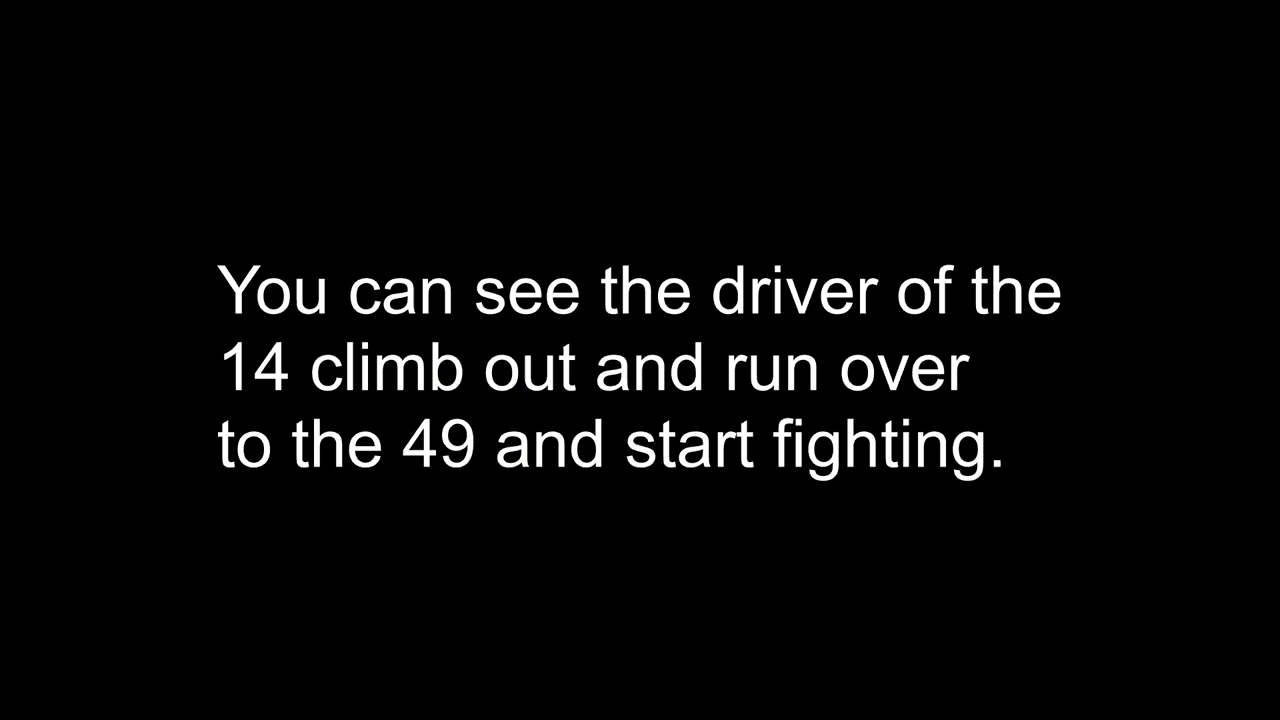 You can see the driver of the
14 climb out and run over
to the 49 and start fighting.